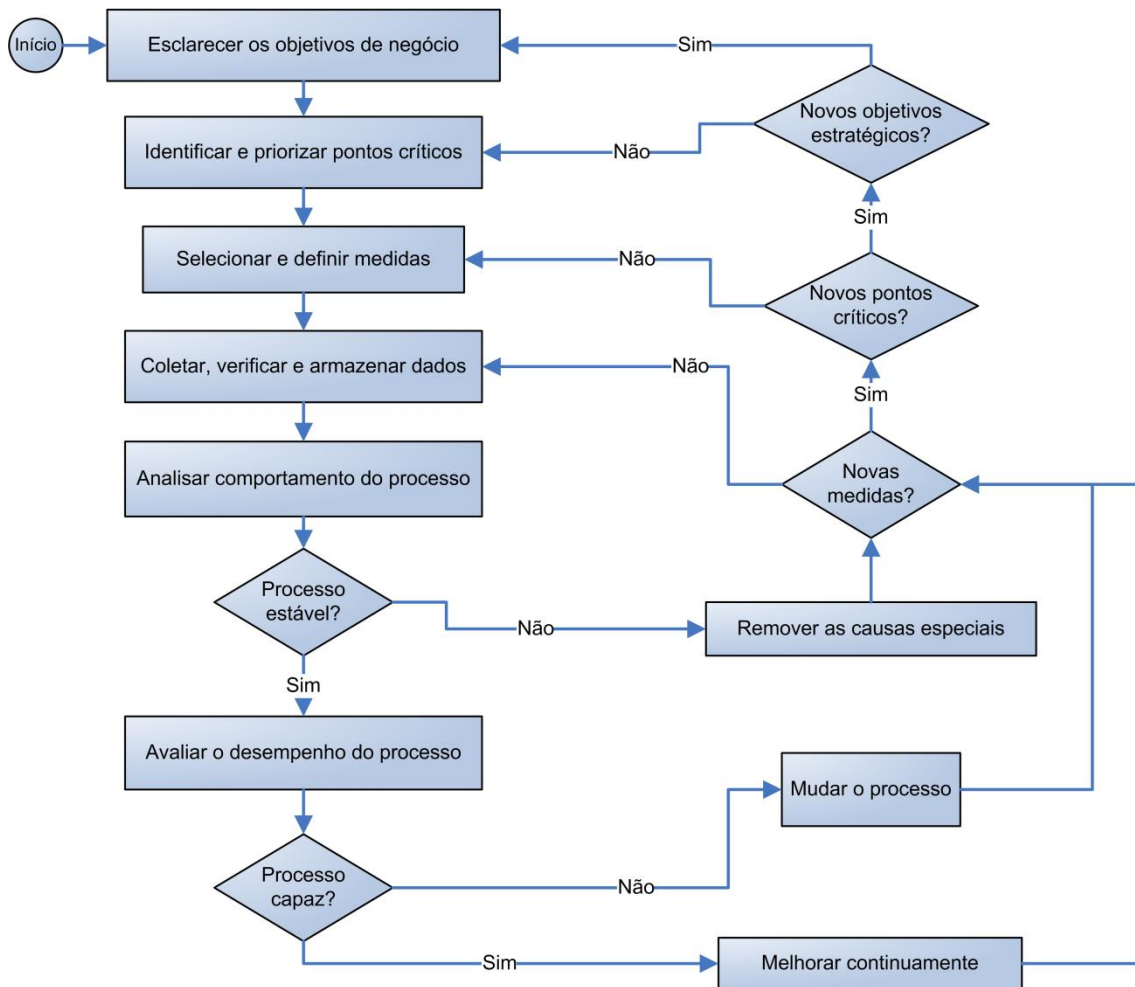 Início
Esclarecer os objetivos de negócio
Sim
Novos objetivos
estratégicos?
Identificar e priorizar pontos críticos
Não
Sim
Selecionar e definir medidas
Não
Novos pontos
críticos?
Coletar, verificar e armazenar dados
Não
Sim
Analisar comportamento do processo
Novas
medidas?
Processo
estável?
Não
Remover as causas especiais
Sim
Avaliar o desempenho do processo
Mudar o processo
Processo
capaz?
Não
Sim
Melhorar continuamente